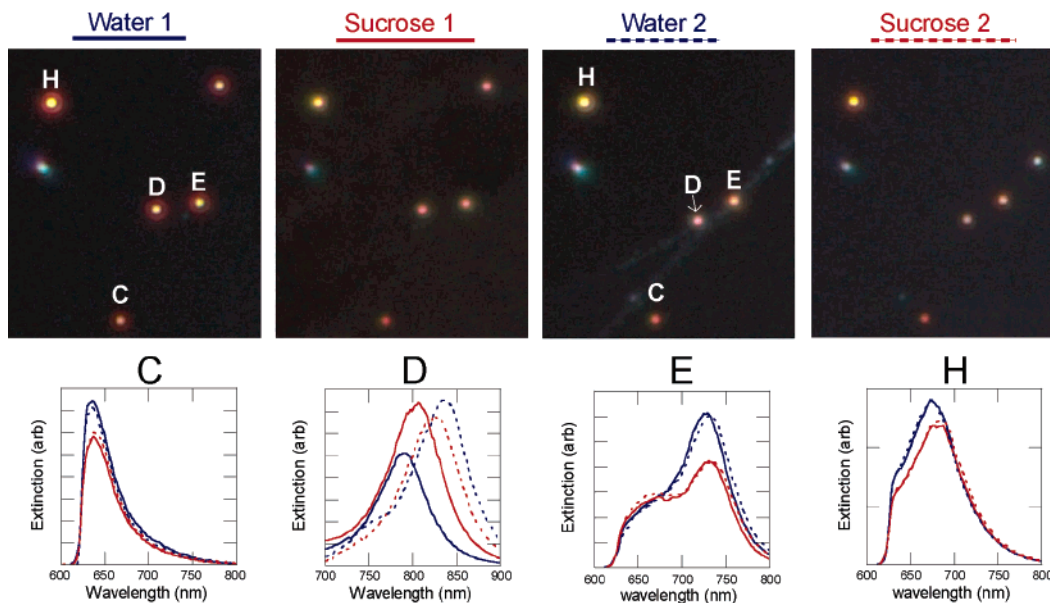 Water 1 Sucrose 1 Water 2 Sucrose 2
H H
D E D E
C C
C D E H
Extinction (arb) Extinction (arb) Extinction (arb) Extinction (arb)
600 650 700 750 800 700 750 800 850 900 600 650 700 750 800 600 650 700 750 800
Wavelength (nm) Wavelength (nm) wavelength (nm) wavelength (nm)